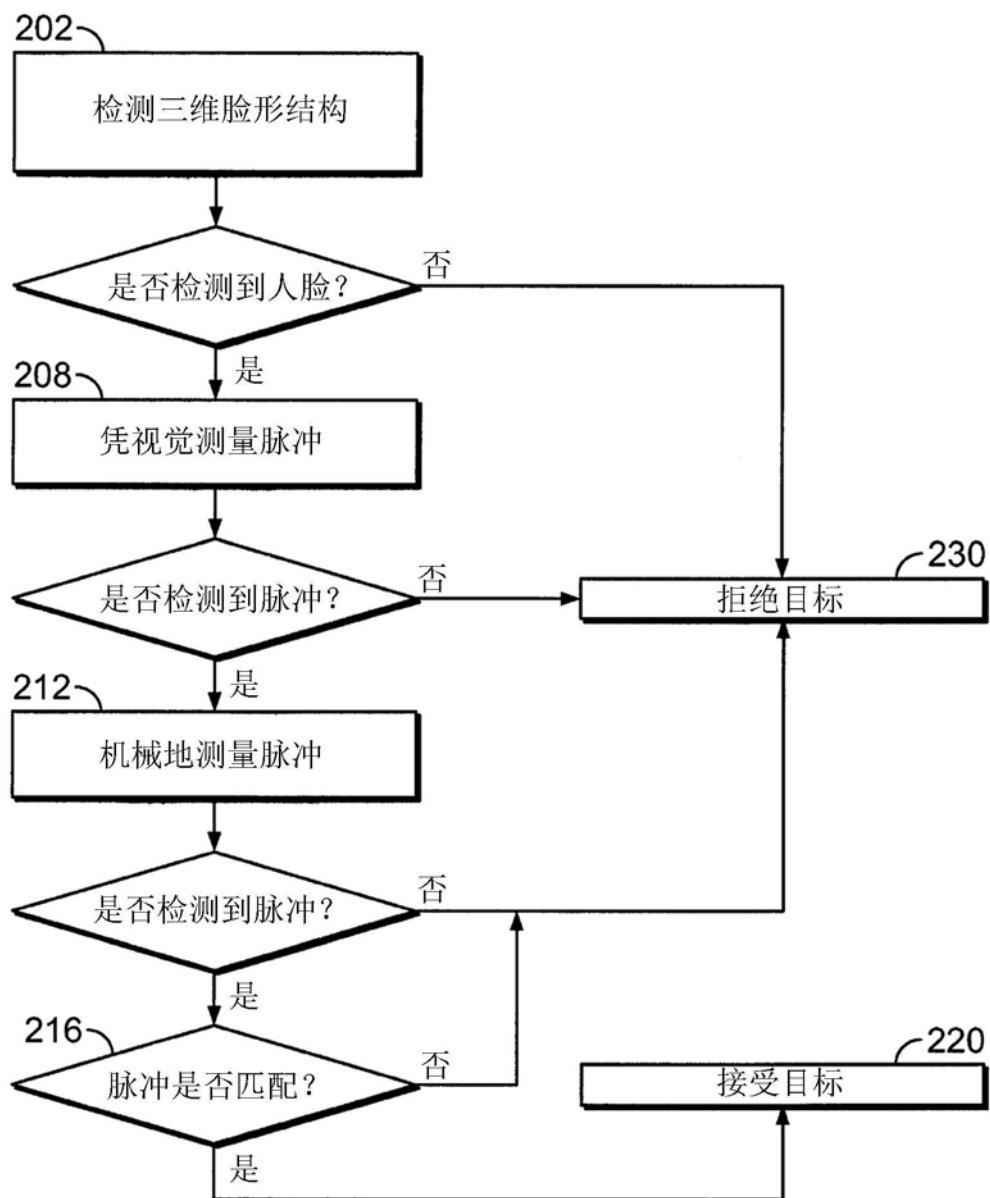 202
检测三维脸形结构
是否检测到人脸?
否
是
208
凭视觉测量脉冲
是否检测到脉冲?
否
230
拒绝目标
是
212
机械地测量脉冲
是否检测到脉冲?
否
是
216
脉冲是否匹配?
否
220
接受目标
是